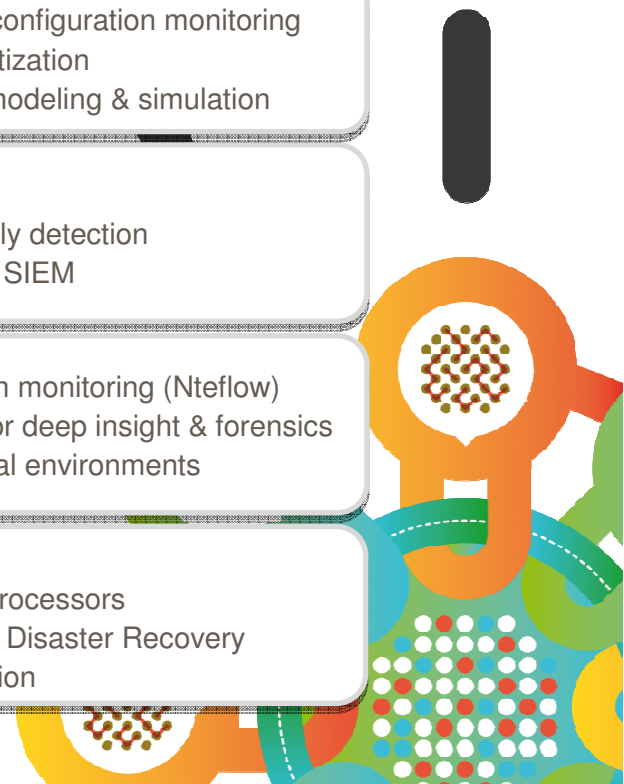 configuration monitoring
tization
modeling & simulation
ly detection
SIEM
n monitoring (Nteflow)
or deep insight & forensics
al environments
rocessors
Disaster Recovery
ion